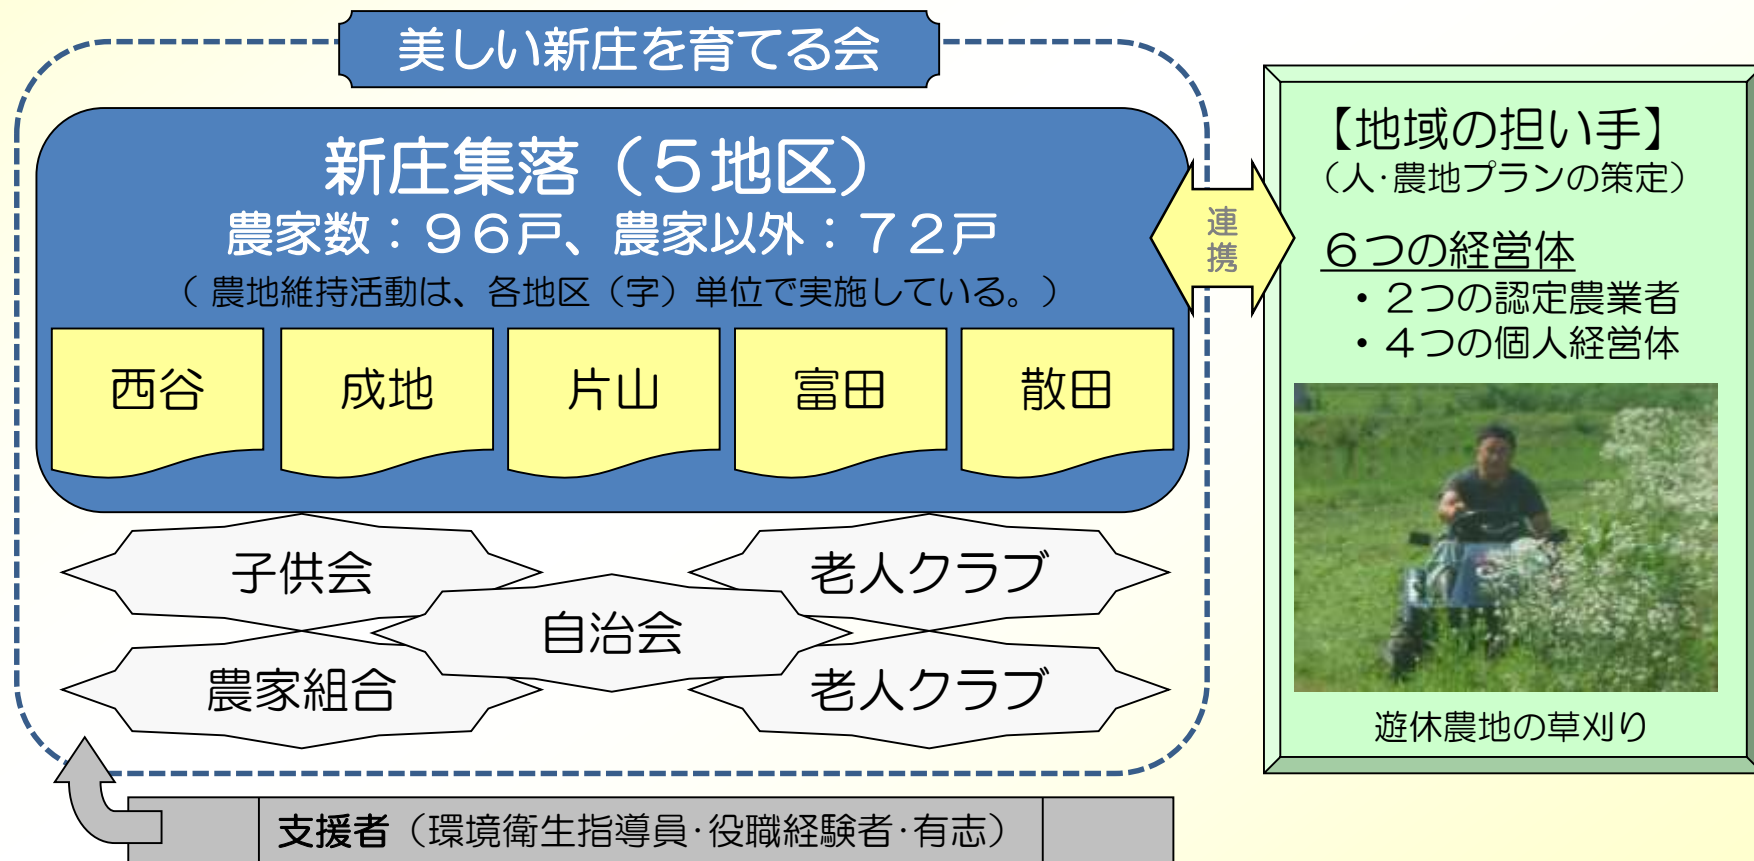 美しい新庄を育てる会
新庄集落（５地区）
農家数：９６戸、農家以外：７２戸
（ 農地維持活動は、各地区（字）単位で実施している。）
西谷
成地
片山
富田
散田
子供会
老人クラブ
自治会
農家組合
老人クラブ
支援者（環境衛生指導員･役職経験者･有志）
連
携
【地域の担い手】
（人･農地プランの策定）
６つの経営体
・２つの認定農業者
・４つの個人経営体
遊休農地の草刈り